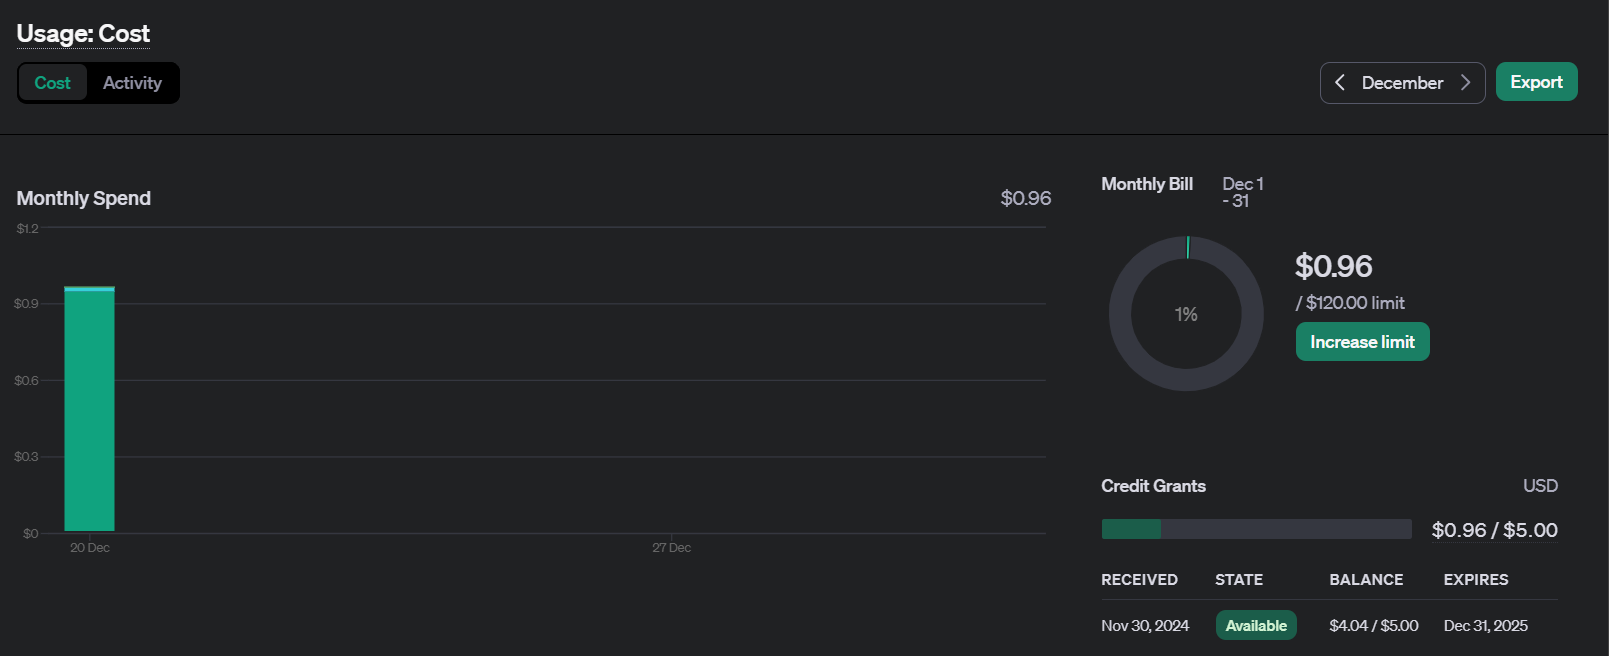 Usage: Cost
Cost Activity
December
Export
Monthly Spend $0.96
$1.2
$0.9
$0.6
$0.3
$0
20 Dec 27 Dec
Monthly Bill Dec 1
- 31
1%
$0.96
/ $120.00 limit
Increase limit
Credit Grants USD
$0.96 / $5.00
RECEIVED STATE BALANCE EXPIRES
Nov 30, 2024 Available $4.04 / $5.00 Dec 31, 2025